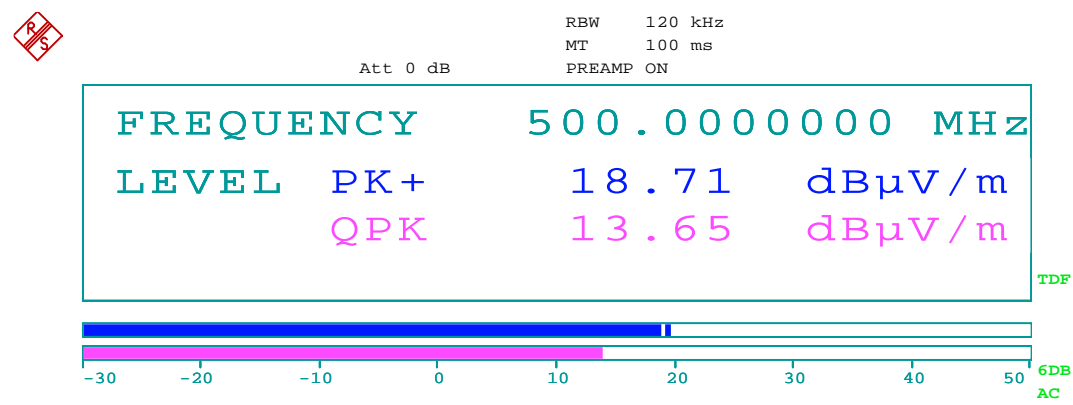 R
S
RBW 120 kHz
MT 100 ms
Att 0 dB PREAMP ON
FREQUENCY 500.0000000 MHz
LEVEL PK+ 18.71 dBµV/m
QPK 13.65 dBµV/m
TDF
-30 -20 -10 0 10 20 30 40 50
6DB
AC